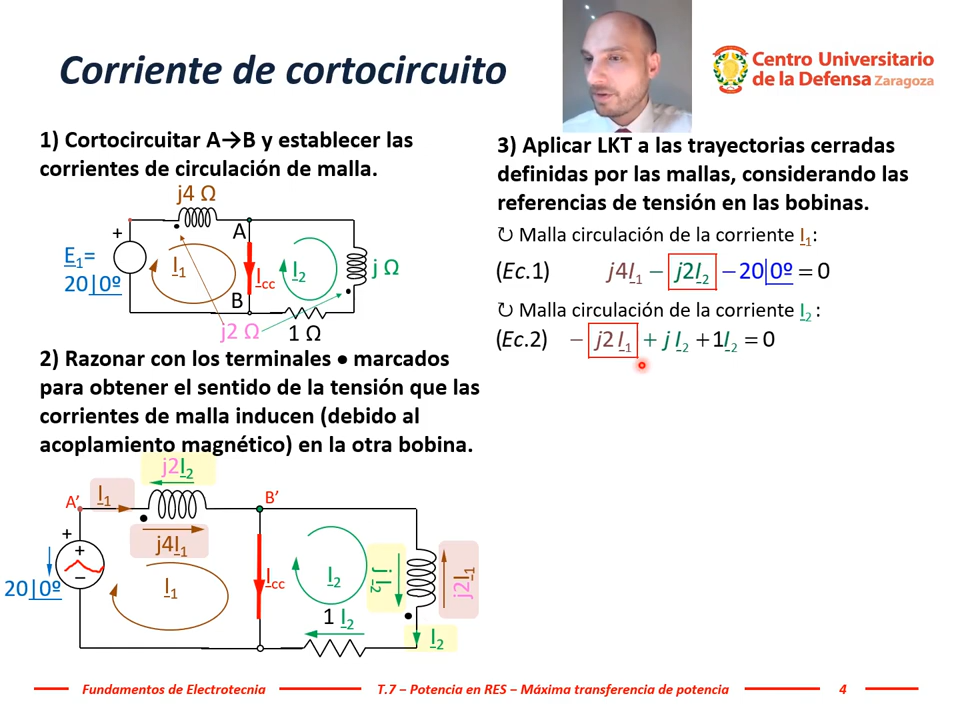 Corriente de cortocircuito
Centro Universitario
de la Defensa Zaragoza
1) Cortocircuitar A→B y establecer las
corrientes de circulación de malla.
j4 Ω
+
A
E1=
20|0º
I1
Icc
I2
j Ω
B
j2 Ω
1 Ω
2) Razonar con los terminales • marcados
para obtener el sentido de la tensión que las
corrientes de malla inducen (debido al
acoplamiento magnético) en la otra bobina.
j2I2
A'
I1
B'
+
+
−
j4I1
20|0º
I1
Icc
I2
j I2
j2I1
1 I2
I2
3) Aplicar LKT a las trayectorias cerradas
definidas por las mallas, considerando las
referencias de tensión en las bobinas.
↻ Malla circulación de la corriente I1:
(Ec.1) j4I1 − j2I2 − 20|0º = 0
↻ Malla circulación de la corriente I2 :
(Ec.2) − j2 I1 + j I2 + 1I2 = 0
Fundamentos de Electrotecnia
T.7 – Potencia en RES – Máxima transferencia de potencia
4